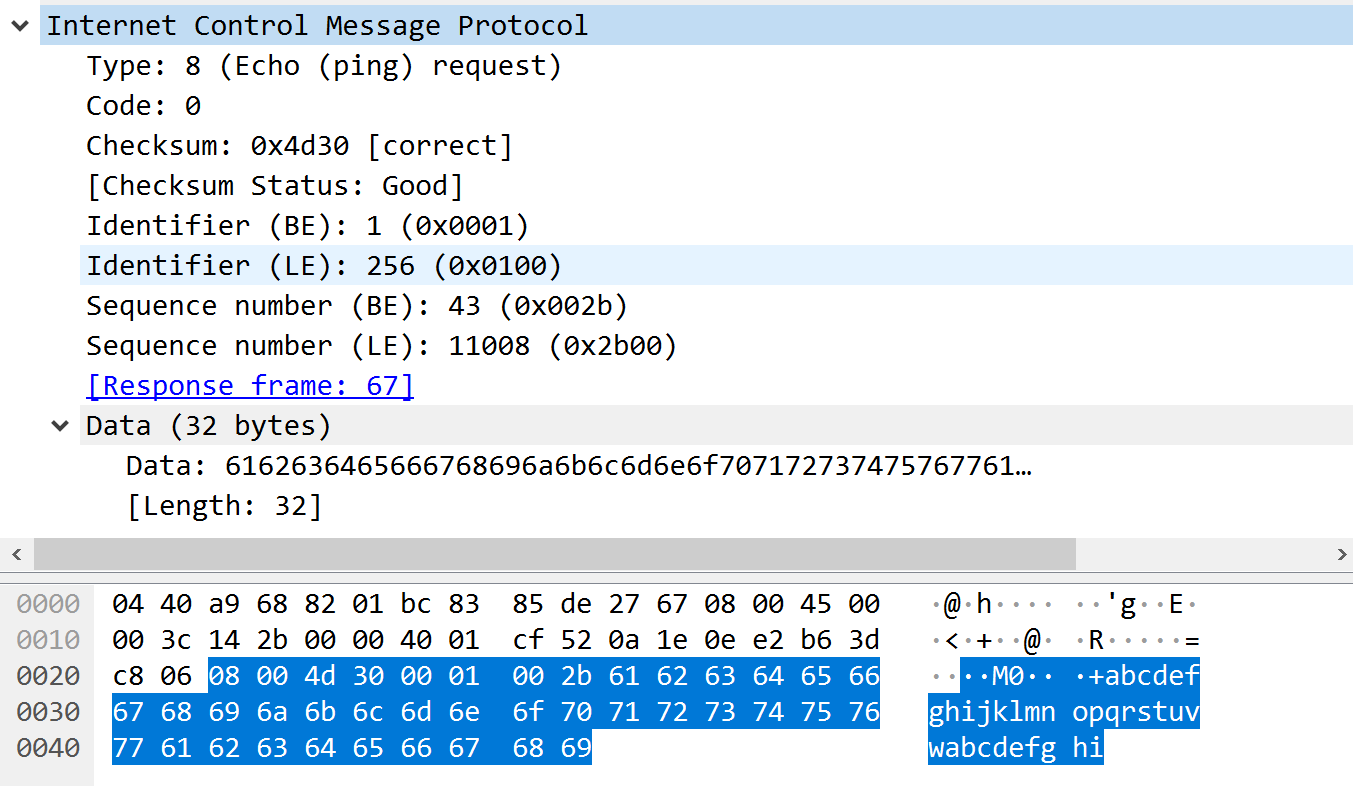 Internet Control Message Protocol
Type: 8 (Echo (ping) request)
Code: 0
Checksum: 0x4d30 [correct]
[Checksum Status: Good]
Identifier (BE): 1 (0x0001)
Identifier (LE): 256 (0x0100)
Sequence number (BE): 43 (0x002b)
Sequence number (LE): 11008 (0x2b00)
[Response frame: 67]
Data (32 bytes)
Data: 6162636465666768696a6b6c6d6e6f7071727374757677​61…
[Length: 32]
0000 04 40 a9 68 82 01 bc 83 85 de 27 67 08 00 45 00 ·@·h···· ··'g··E·
0010 00 3c 14 2b 00 00 40 01 cf 52 0a 1e 0e e2 b6 3d ·<·+··@· ·R·····=
0020 c8 06 08 00 4d 30 00 01 00 2b 61 62 63 64 65 66 ····M0·· ·+abcdef
0030 67 68 69 6a 6b 6c 6d 6e 6f 70 71 72 73 74 75 76 ghijklmn opqrstuv
0040 77 61 62 63 64 65 66 67 68 69 wabcdefg hi